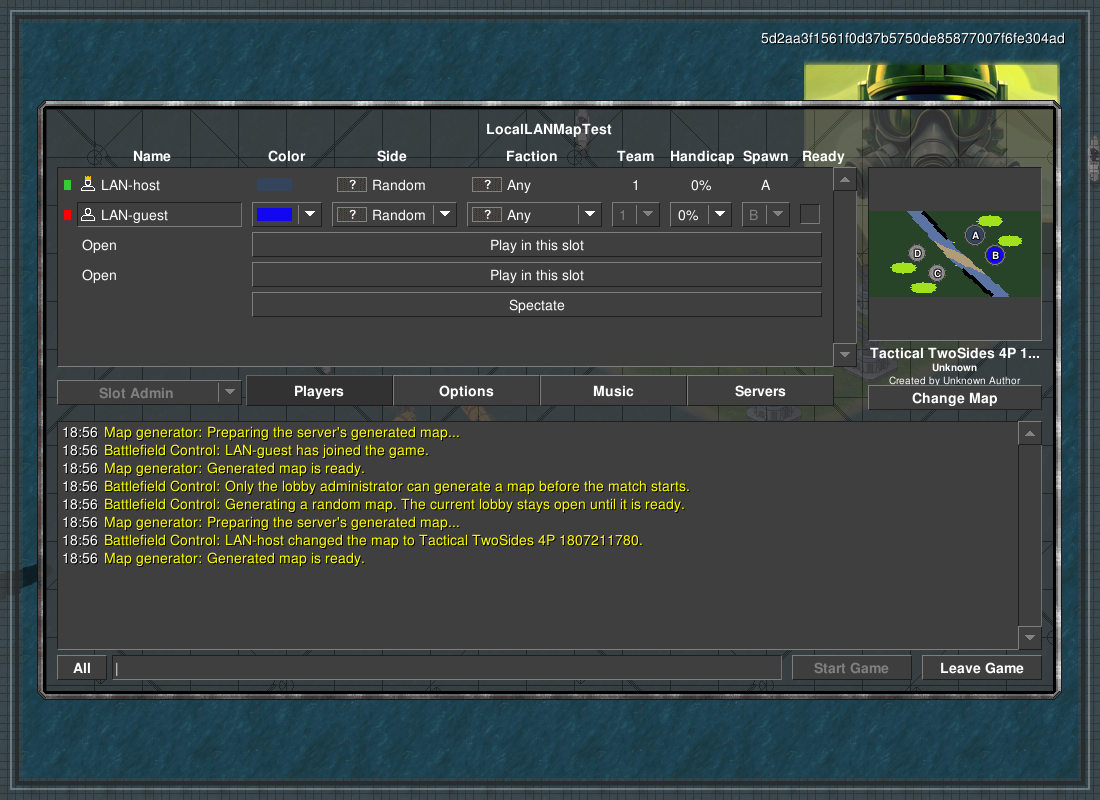 5d2aa3f1561f0d37b5750de85877007f6fe304ad
LocalLANMapTest
Name Color Side Faction Team Handicap Spawn Ready
LAN-host ? Random ? Any 1 0% A
LAN-guest ? Random ? Any 1 0% B
Open Play in this slot
Open Play in this slot
Spectate
A
B
D
C
Tactical TwoSides 4P 1...
Unknown
Created by Unknown Author
Change Map
Slot Admin Players Options Music Servers
18:56 Map generator: Preparing the server's generated map...
18:56 Battlefield Control: LAN-guest has joined the game.
18:56 Map generator: Generated map is ready.
18:56 Battlefield Control: Only the lobby administrator can generate a map before the match starts.
18:56 Battlefield Control: Generating a random map. The current lobby stays open until it is ready.
18:56 Map generator: Preparing the server's generated map...
18:56 Battlefield Control: LAN-host changed the map to Tactical TwoSides 4P 1807211780.
18:56 Map generator: Generated map is ready.
All Start Game Leave Game